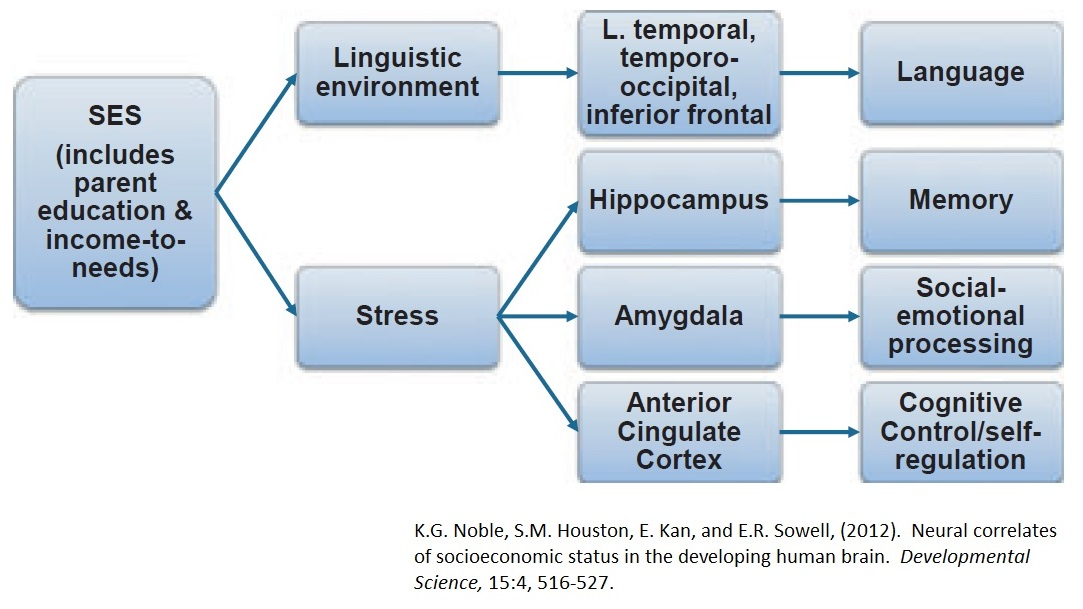 SES
(includes
parent
education &
income-to-
needs)
Linguistic
environment
L. temporal,
temporo-
occipital,
inferior frontal
Language
Stress
Hippocampus
Memory
Amygdala
Social-
emotional
processing
Anterior
Cingulate
Cortex
Cognitive
Control/self-
regulation
K.G. Noble, S.M. Houston, E. Kan, and E.R. Sowell, (2012).  Neural correlates
of socioeconomic status in the developing human brain.  Developmental
Science, 15:4, 516-527.